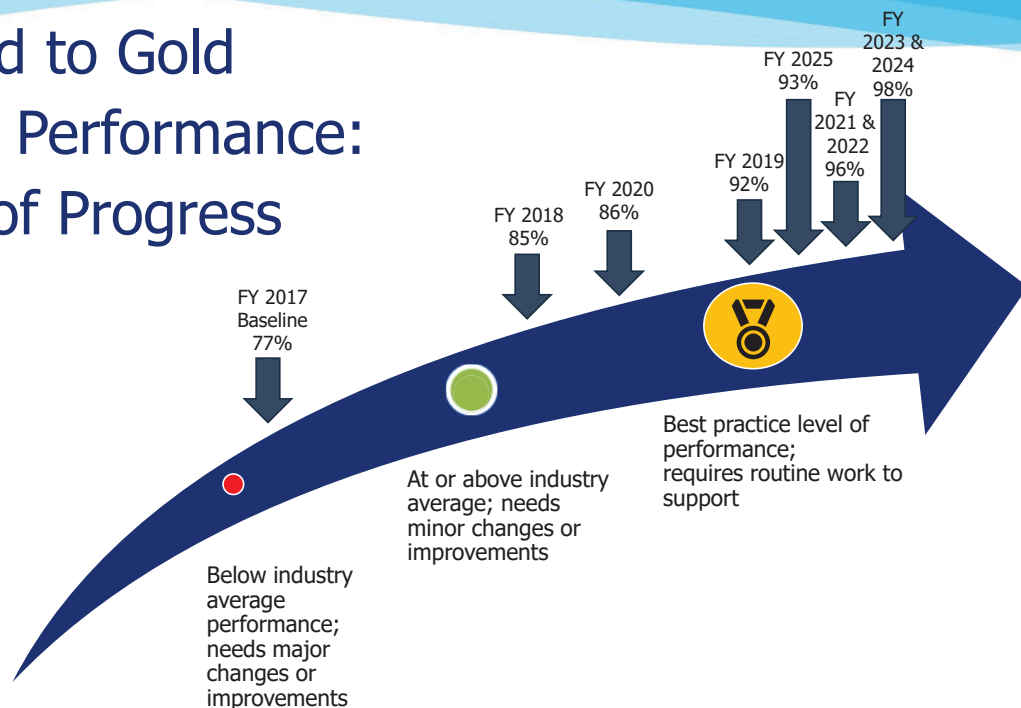 d to Gold
Performance:
of Progress
FY 2017
Baseline
77%
FY 2018
85%
FY 2020
86%
FY 2019
92%
FY 2025
93%
FY
2021 &
2022
96%
FY
2023 &
2024
98%
Below industry
average
performance;
needs major
changes or
improvements
At or above industry
average; needs
minor changes or
improvements
Best practice level of
performance;
requires routine work to
support